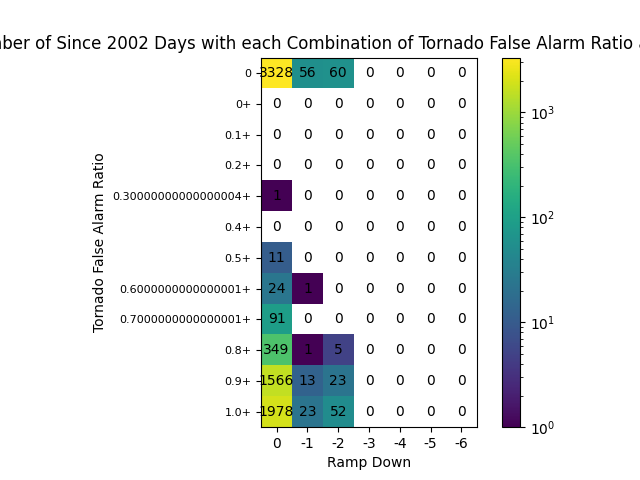 of Since 2002 Days with each Combination of Tornado False Alarm Ratio
0 3328 56 60 0 0 0 0
0+ 0 0 0 0 0 0 0
0.1+ 0 0 0 0 0 0 0
0.2+ 0 0 0 0 0 0 0
0.30000000000000004+ 1 0 0 0 0 0 0
0.4+ 0 0 0 0 0 0 0
0.5+ 11 0 0 0 0 0 0
0.6000000000000001+ 24 1 0 0 0 0 0
0.7000000000000001+ 91 0 0 0 0 0 0
0.8+ 349 1 5 0 0 0 0
0.9+ 1566 13 23 0 0 0 0
1.0+ 1978 23 52 0 0 0 0
0 -1 -2 -3 -4 -5 -6
Ramp Down
Tornado False Alarm Ratio
10³
10²
10¹
10⁰